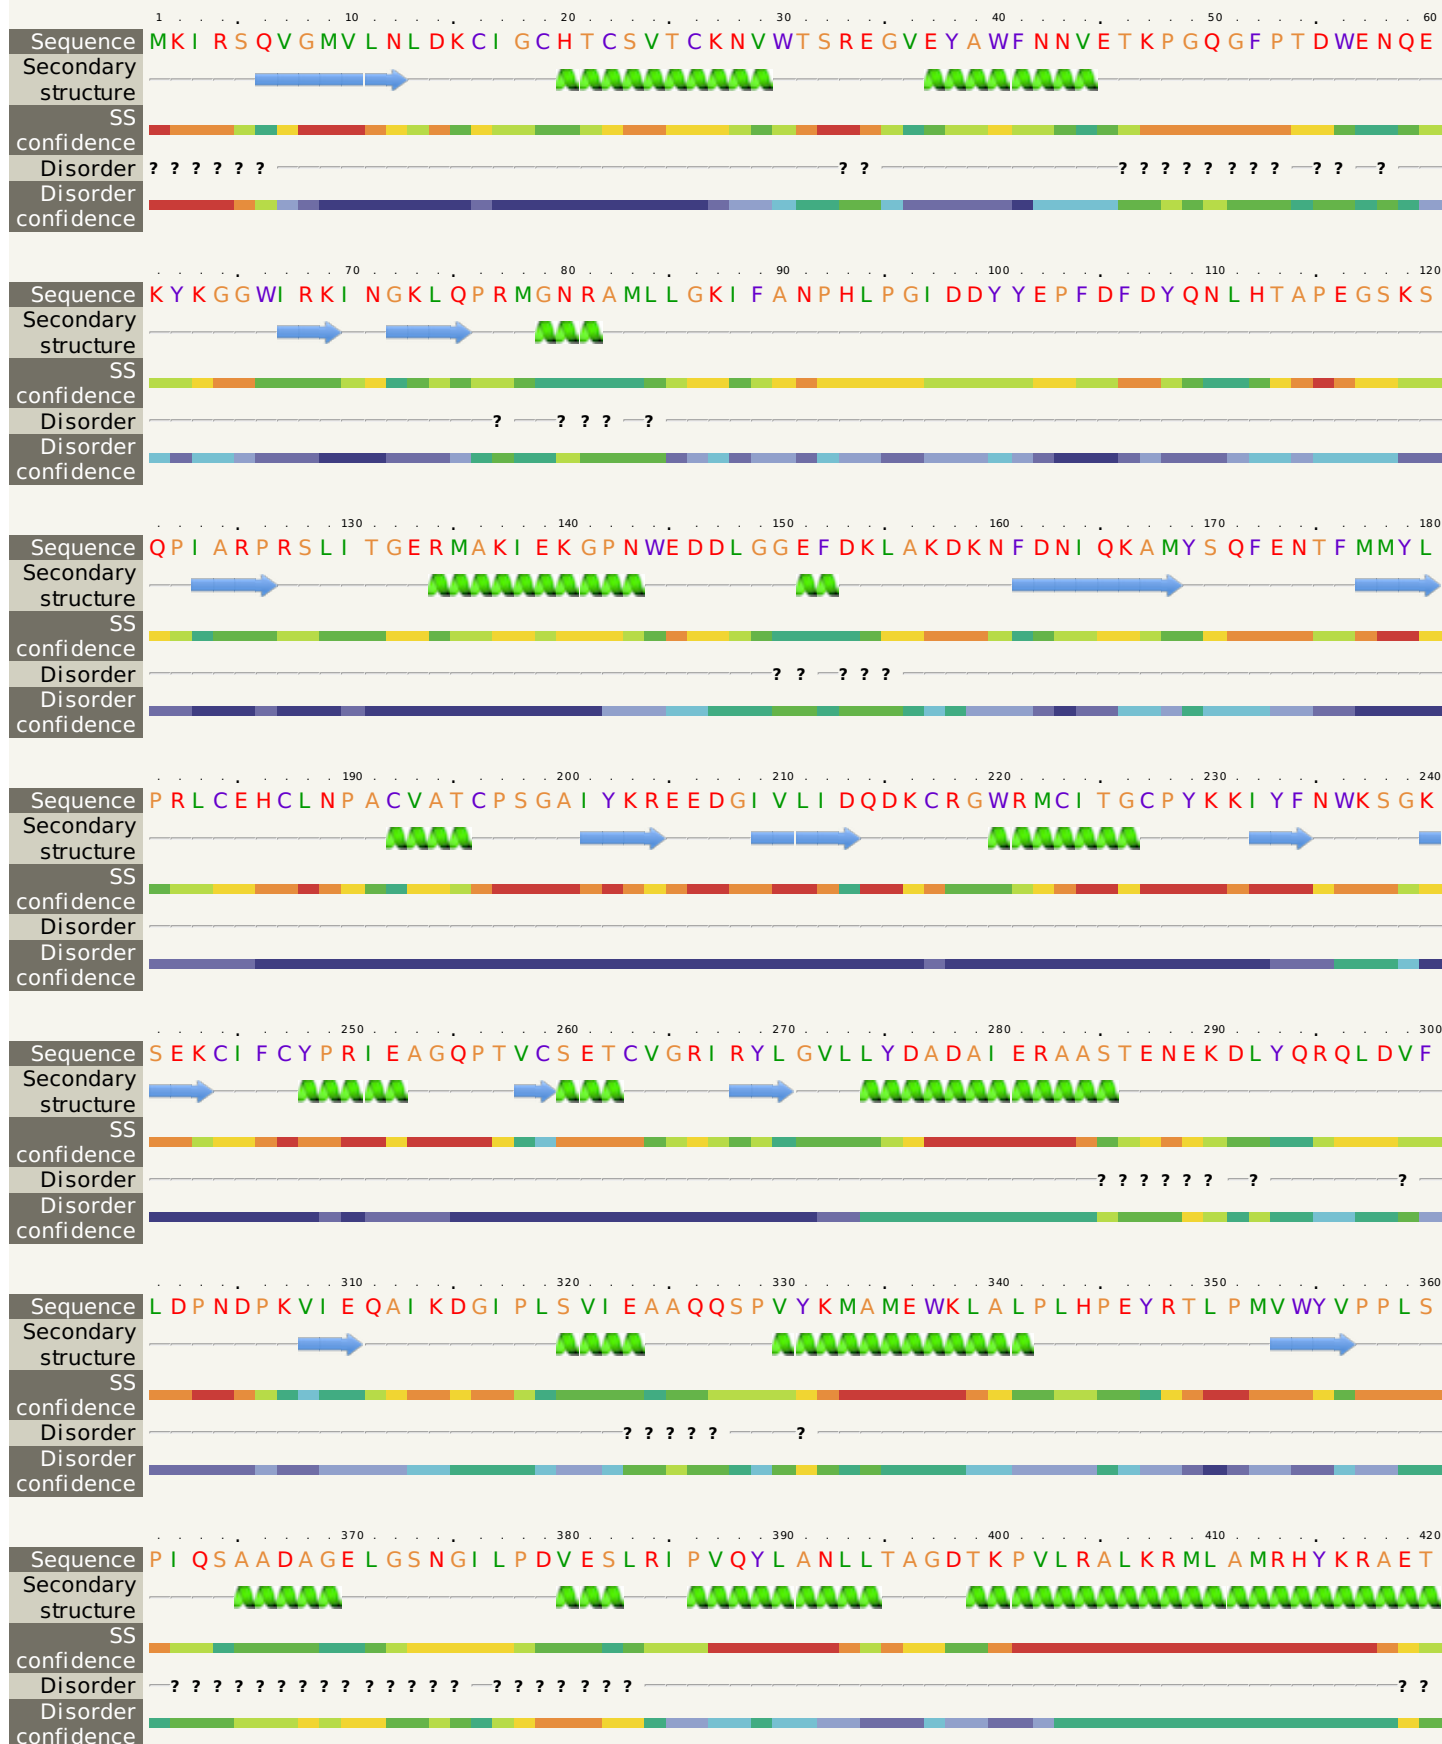 1 10 20 30 40 50 60
Sequence MKIRSQVGMVLNLDKCIGCHTCSVTCKNVWTSREGVEYAWFNNVETKPGQGFPTDWENQE
Secondary
structure
SS
confidence
Disorder ? ? ? ? ? ? ? ? ? ? ? ? ? ? ? ? ? ? ?
Disorder
confidence
70 80 90 100 110 120
Sequence KYKGGWIRKINGKLQPRMGNRAMLLGKIFANPHLPGIDDYYEPFDFDYQNLHTAPEGSKS
Secondary
structure
SS
confidence
Disorder ? ? ? ? ?
Disorder
confidence
130 140 150 160 170 180
Sequence QPIARPRSLITGERMAKIEKGPNWEDDLGGEFDKLAKDKNFDNIQKAMYSQFENTFMMYL
Secondary
structure
SS
confidence
Disorder ? ? ? ? ?
Disorder
confidence
190 200 210 220 230 240
Sequence PRLCEHCLNPACVATCPSGAIYKREEDGIVLIDQDKCRGWRMCITGCPYKKIYFNWKSGK
Secondary
structure
SS
confidence
Disorder
Disorder
confidence
250 260 270 280 290 300
Sequence SEKCIFCYPRIEAGQPTVCSETCVGRIRYLGVLLYDADAIERAASTENEKDLYQRQLDVF
Secondary
structure
SS
confidence
Disorder ? ? ? ? ? ? ? ?
Disorder
confidence
310 320 330 340 350 360
Sequence LDPNDPKVIEQAIKDGIPLSVIEAAQQSPVYKMAMEWKLALPLHPEYRTLPMVWYVPPLS
Secondary
structure
SS
confidence
Disorder ? ? ? ? ? ?
Disorder
confidence
370 380 390 400 410 420
Sequence PIQSAADAGELGSNGILPDVESLRIPVQYLANLLTAGDTKPVLRALKRMLAMRHYKRAET
Secondary
structure
SS
confidence
Disorder ? ? ? ? ? ? ? ? ? ? ? ? ? ? ? ? ? ? ? ? ? ? ?
Disorder
confidence